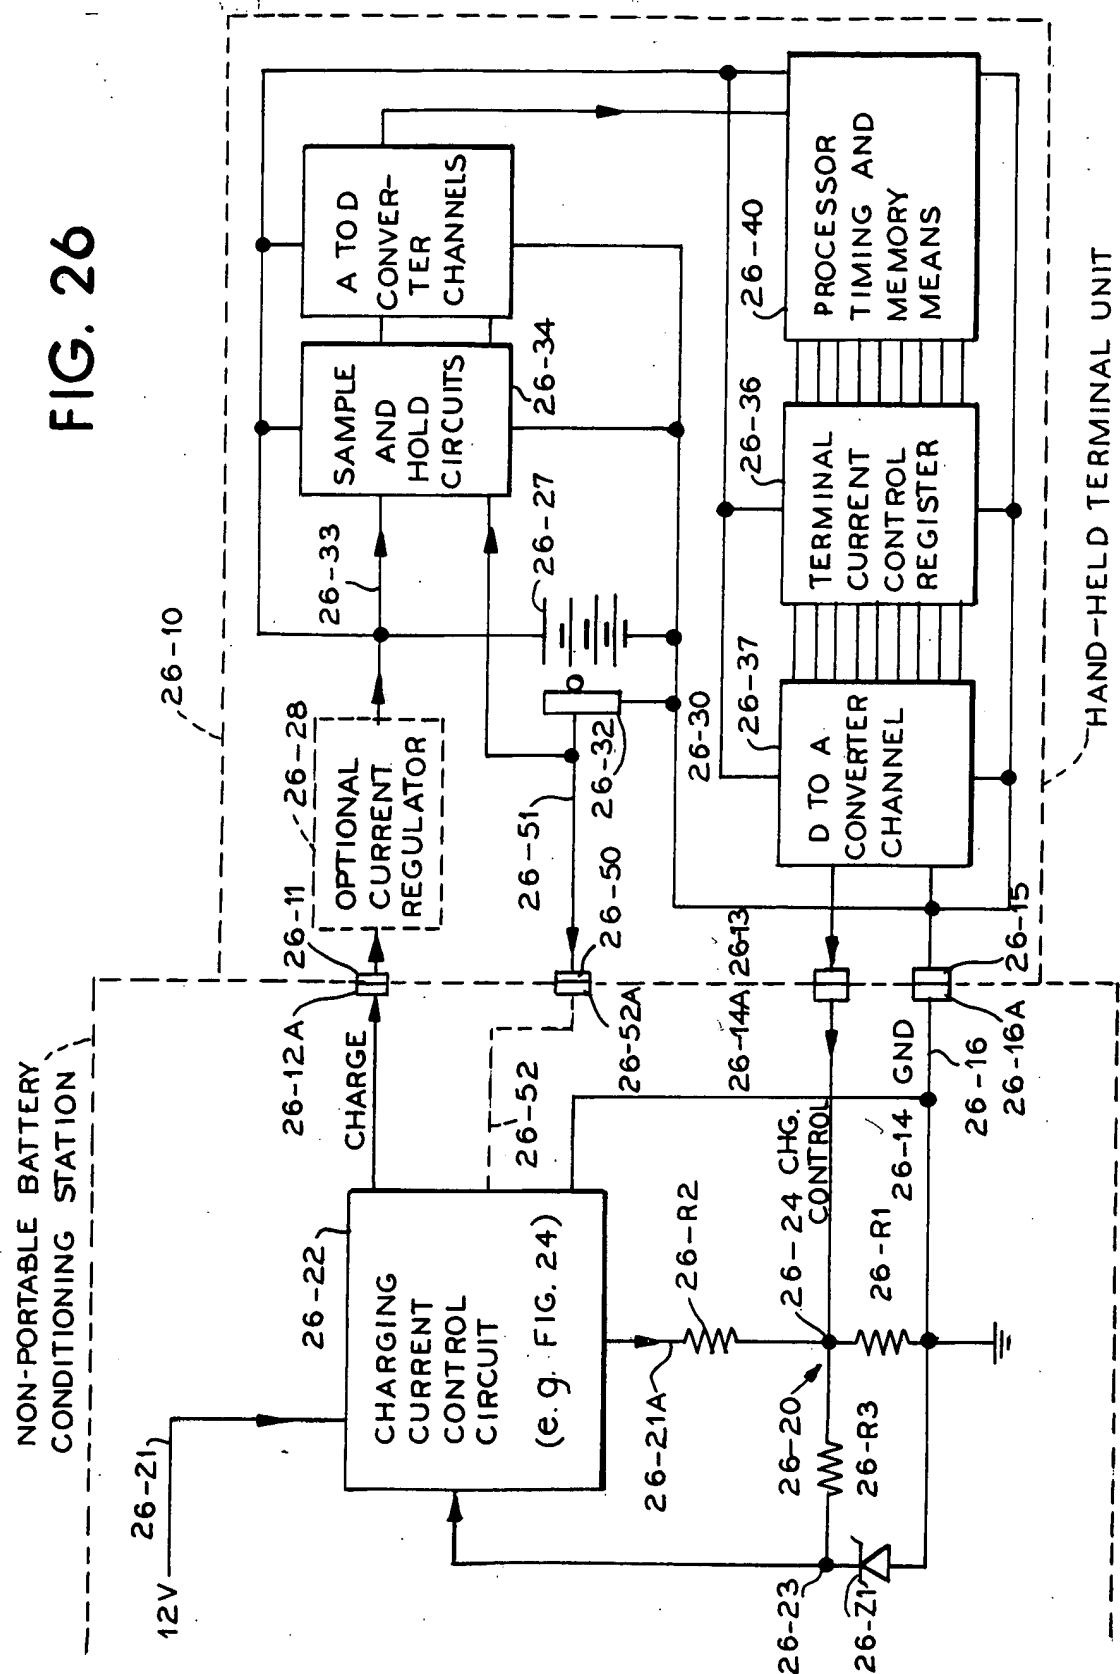 FIG. 26
NON-PORTABLE BATTERY
CONDITIONING STATION
26-10
12V
26-21
26-22
CHARGING
CURRENT
CONTROL
CIRCUIT
(e.g. FIG. 24)
26-12A
26-11
CHARGE
26-28
OPTIONAL
CURRENT
REGULATOR
26-33
SAMPLE
AND
HOLD
CIRCUITS
26-34
A TO D
CONVER-
TER
CHANNELS
26-27
26-32
26-51
26-50
26-52A
26-52
26-30
26-21A
26-R2
26-24
CHG.
CONTROL
26-14A
26-13
26-14
GND
26-15
26-16
26-16A
26-20
26-R1
26-R3
26-23
26-Z1
26-37
D TO A
CONVERTER
CHANNEL
26-36
TERMINAL
CURRENT
CONTROL
REGISTER
26-40
PROCESSOR
TIMING AND
MEMORY
MEANS
HAND-HELD TERMINAL UNIT